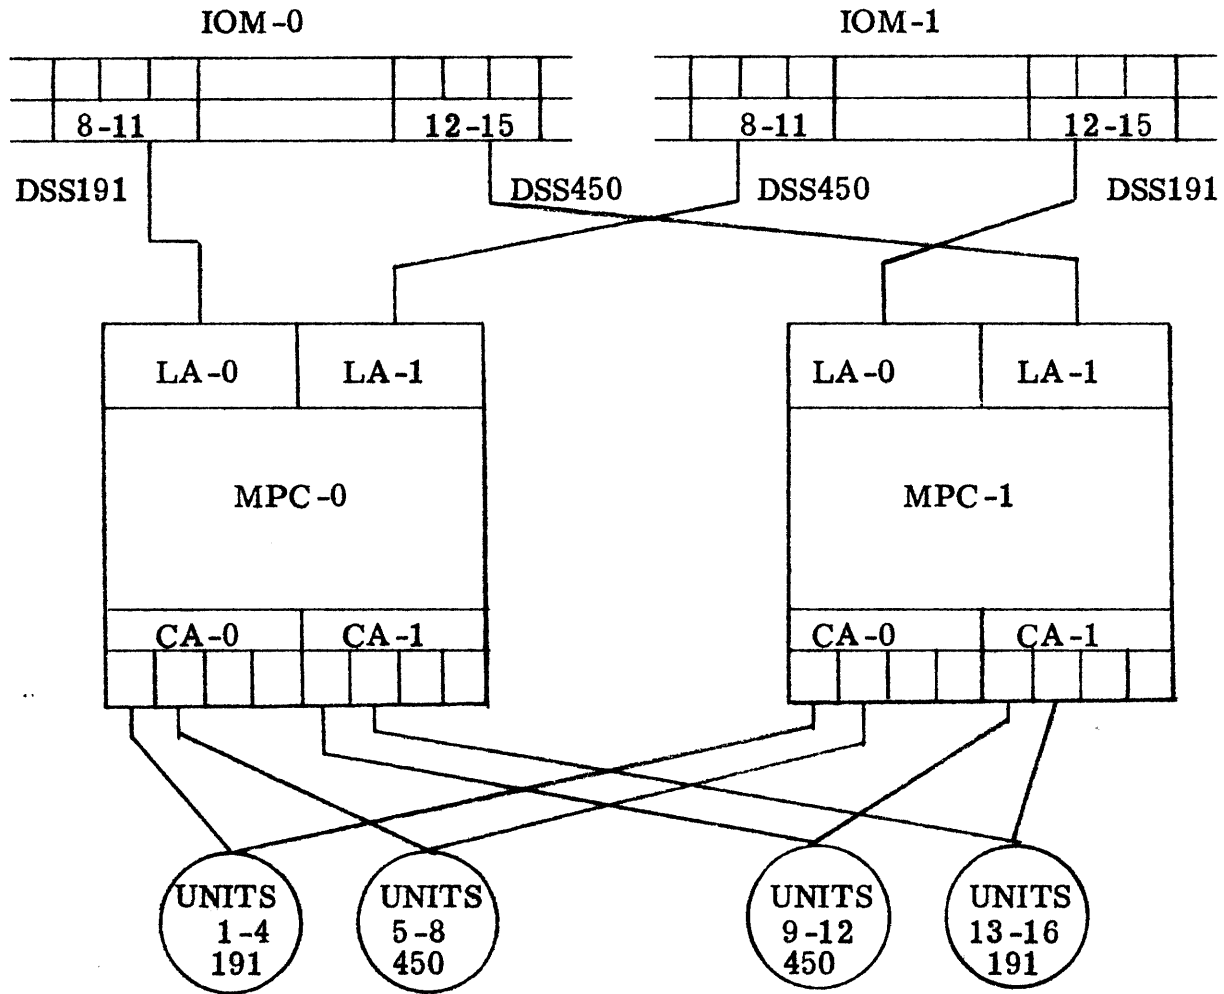 IOM-0 IOM-1
8-11 12-15 8-11 12-15
DSS191 DSS450 DSS450 DSS191
LA-0 LA-1 LA-0 LA-1
MPC-0 MPC-1
CA-0 CA-1 CA-0 CA-1
UNITS
1-4
191
UNITS
5-8
450
UNITS
9-12
450
UNITS
13-16
191